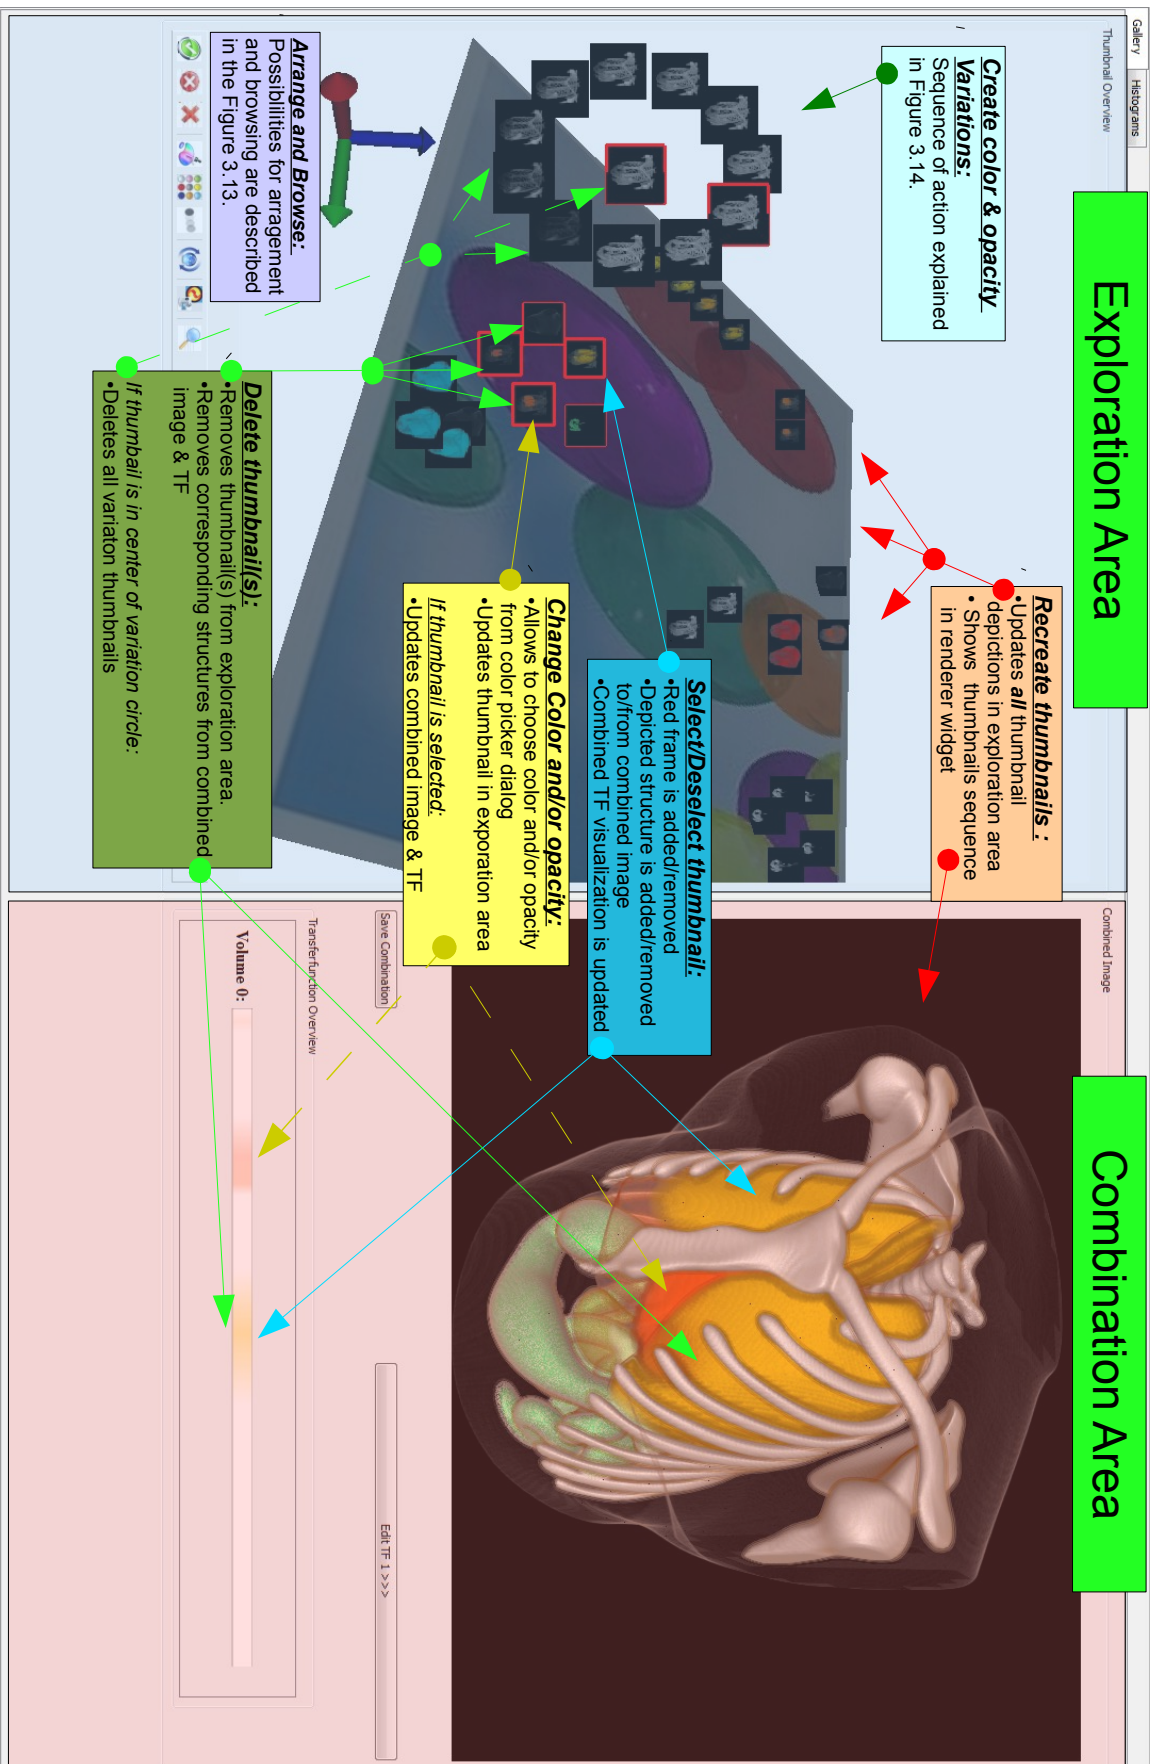 Gallery
Histograms
Exploration Area
Combination Area
Thumbnail Overview
Combined Image
Create color & opacity
Variations:
Sequence of action explained
in Figure 3.14.
Recreate thumbnails :
•Updates all thumbnail
depictions in exploration area
• Shows  thumbnails sequence
in renderer widget
Select/Deselect thumbnail:
•Red frame is added/removed
•Depicted structure is added/removed
to/from combined image
•Combined TF visualization is updated
Change Color and/or opacity:
•Allows to choose color and/or opacity
from color picker dialog
•Updates thumbnail in exporation area
If thumbnail is selected:
•Updates combined image & TF
Arrange and Browse:
Possibliities for arragement
and browsing are described
in the Figure 3.13.
Delete thumbnail(s):
•Removes thumbnail(s) from exploration area.
•Removes corresponding structures from combined
image & TF
If thumbail is in center of variation circle:
•Deletes all variaton thumbnails
Save Combination
Edit TF 1 >>>
Transferfunction Overview
Volume 0: